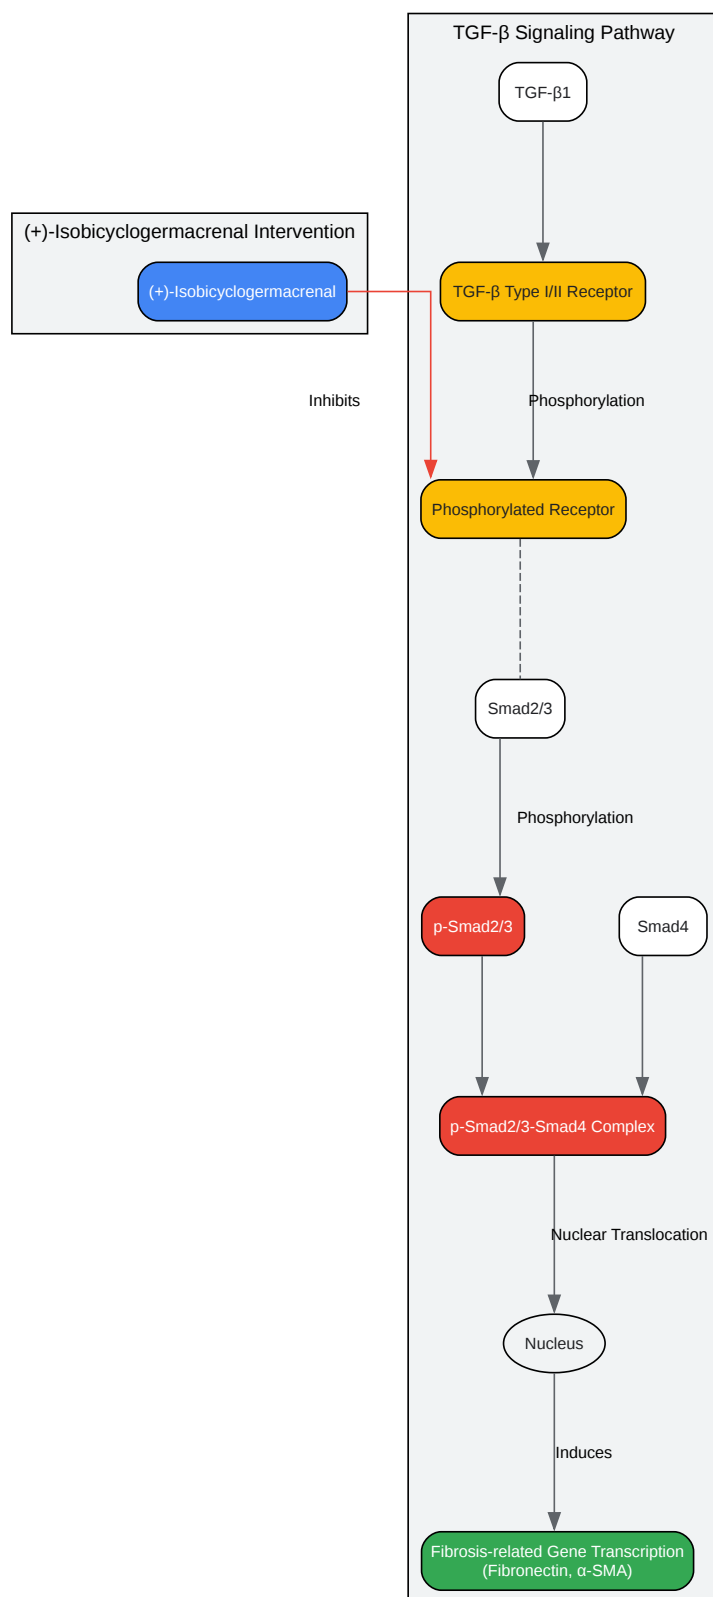 TGF-β Signaling Pathway
TGF-β1
(+)-Isobicyclogermacrenal Intervention
(+)-Isobicyclogermacrenal
TGF-β Type I/II Receptor
Inhibits
Phosphorylation
Phosphorylated Receptor
Smad2/3
Phosphorylation
p-Smad2/3
Smad4
p-Smad2/3-Smad4 Complex
Nuclear Translocation
Nucleus
Induces
Fibrosis-related Gene Transcription
(Fibronectin, α-SMA)